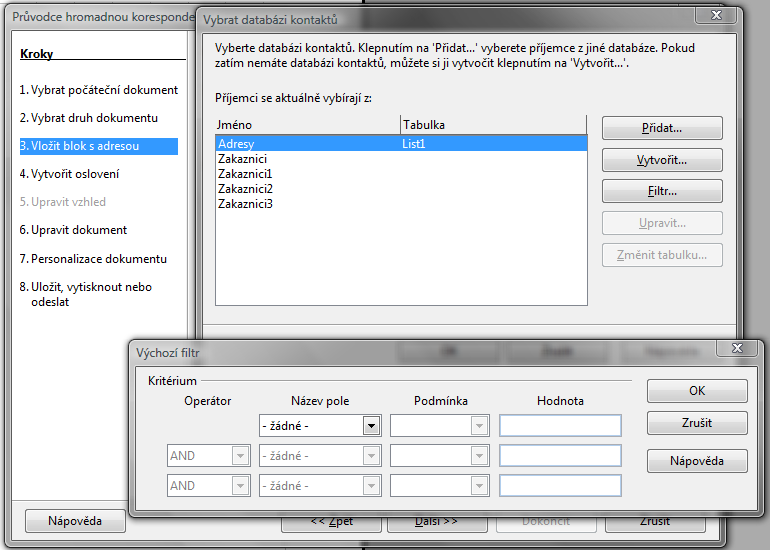 Průvodce hromadnou koresponde
Vybrat databázi kontaktů
Kroky
1. Vybrat počáteční dokument
2. Vybrat druh dokumentu
3. Vložit blok s adresou
4. Vytvořit oslovení
5. Upravit vzhled
6. Upravit dokument
7. Personalizace dokumentu
8. Uložit, vytisknout nebo
odeslat
Vyberte databázi kontaktů. Klepnutím na 'Přidat...' vyberete příjemce z jiné databáze. Pokud
zatím nemáte databázi kontaktů, můžete si ji vytvočit klepnutím na 'Vytvořit...'.
Příjemci se aktuálně vybírají z:
Jméno Tabulka
Adresy List1
Zakaznici
Zakaznici1
Zakaznici2
Zakaznici3
Přidat...
Vytvořit...
Filtr...
Upravit...
Změnit tabulku...
Výchozí filtr
Kritérium
Operátor Název pole Podmínka Hodnota
- žádné -
AND - žádné -
AND - žádné -
OK
Zrušit
Nápověda
Nápověda << Zpět Další >> Dokončit Zrušit